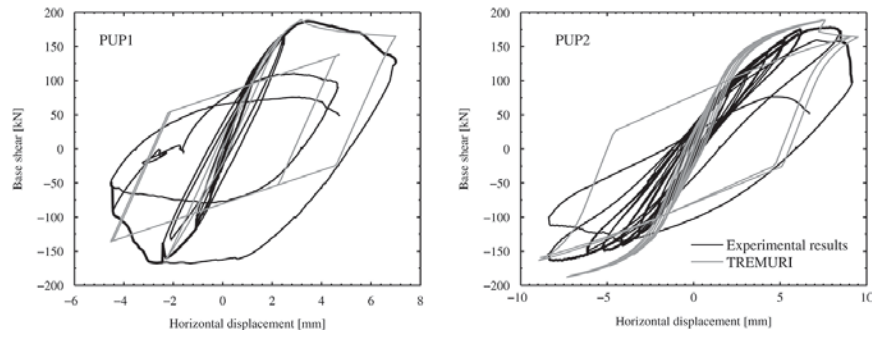 PUP1
Base shear [kN]
200
150
100
50
0
−50
−100
−150
−200
−6 −4 −2 0 2 4 6 8
Horizontal displacement [mm]
PUP2
Base shear [kN]
200
150
100
50
0
−50
−100
−150
−200
Experimental results
TREMURI
−10 −5 0 5 10
Horizontal displacement [mm]